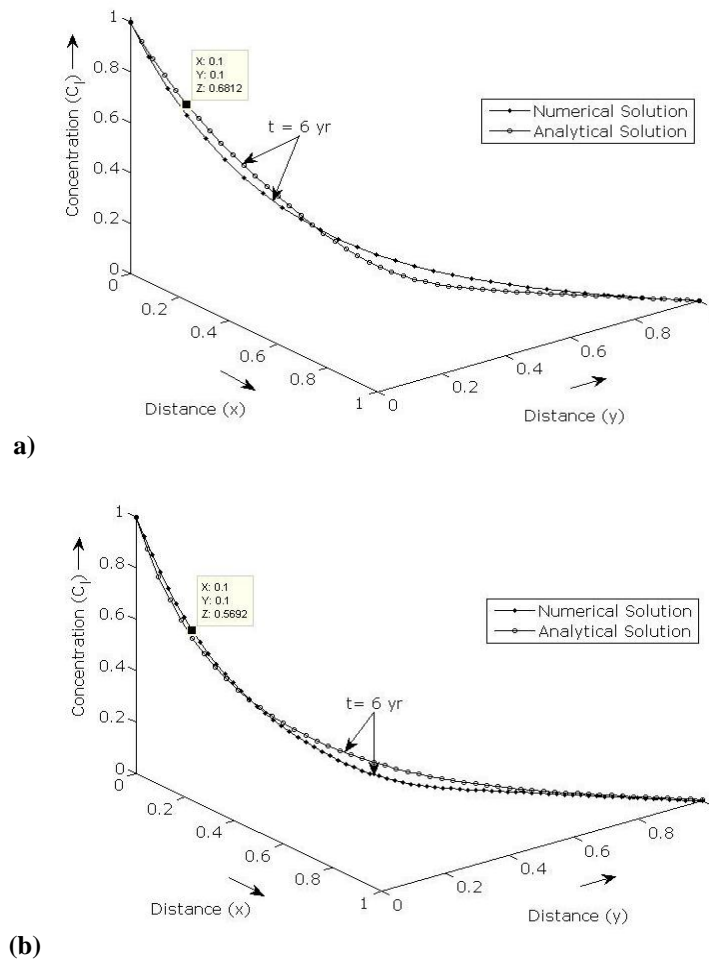 1
0.8
0.6
0.4
0.2
0
Concentration (Cl)
X: 0.1
Y: 0.1
Z: 0.6812
t = 6 yr
Numerical Solution
Analytical Solution
0
0.2
0.4
0.6
0.8
1
Distance (x)
0
0.2
0.4
0.6
0.8
Distance (y)
a)
1
0.8
0.6
0.4
0.2
0
Concentration (Cl)
X: 0.1
Y: 0.1
Z: 0.5692
t= 6 yr
Numerical Solution
Analytical Solution
0
0.2
0.4
0.6
0.8
1
Distance (x)
0
0.2
0.4
0.6
0.8
Distance (y)
(b)